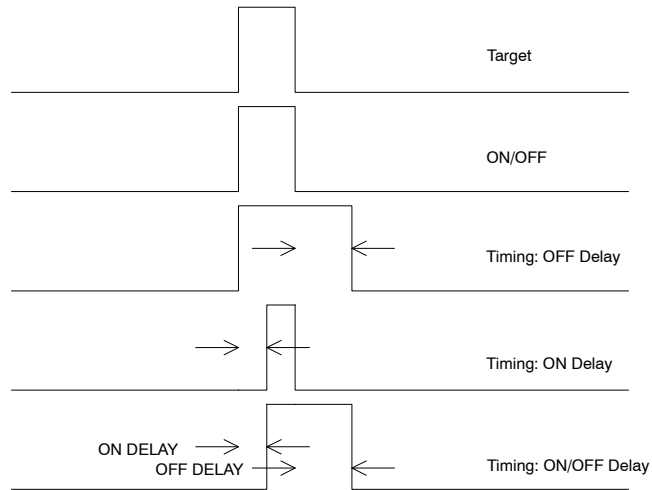 Target
ON/OFF
Timing: OFF Delay
Timing: ON Delay
ON DELAY
OFF DELAY
Timing: ON/OFF Delay